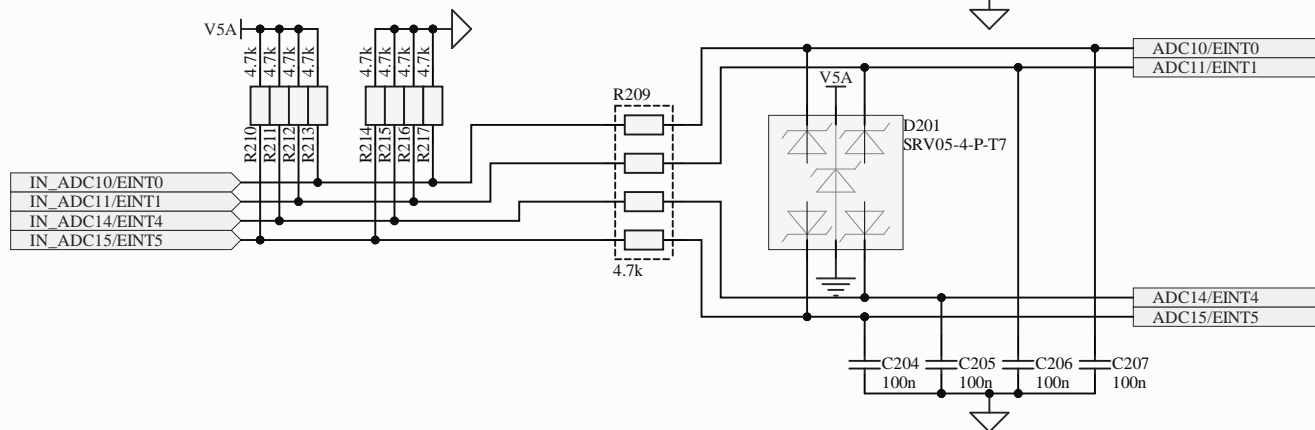 V5A
4.7k
4.7k
4.7k
4.7k
4.7k
4.7k
4.7k
4.7k
R210
R211
R212
R213
R214
R215
R216
R217
IN_ADC10/EINT0
IN_ADC11/EINT1
IN_ADC14/EINT4
IN_ADC15/EINT5
R209
4.7k
V5A
D201
SRV05-4-P-T7
ADC10/EINT0
ADC11/EINT1
ADC14/EINT4
ADC15/EINT5
C204
100n
C205
100n
C206
100n
C207
100n